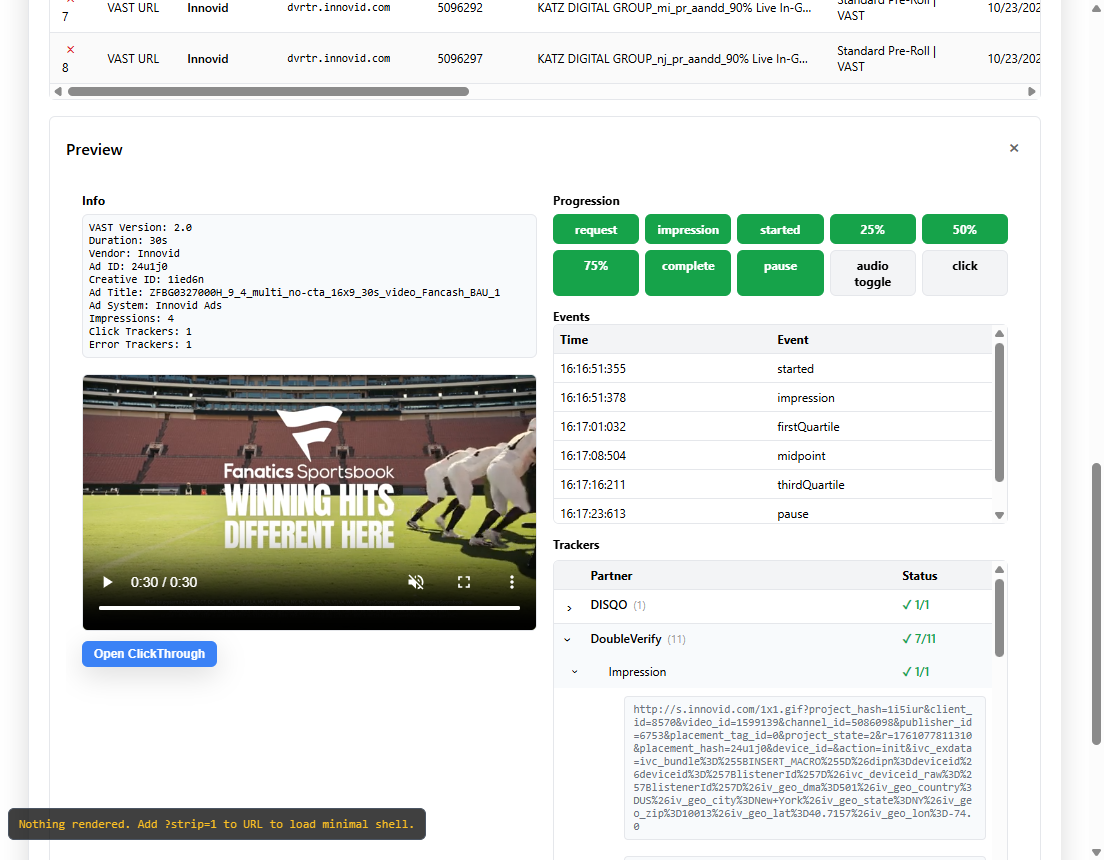 7 VAST URL Innovid dvrtr.innovid.com 5096292 KATZ DIGITAL GROUP_mi_pr_aandd_90% Live In-G... Standard Pre-Roll | VAST 10/23/202
8 VAST URL Innovid dvrtr.innovid.com 5096297 KATZ DIGITAL GROUP_nj_pr_aandd_90% Live In-G... Standard Pre-Roll | VAST 10/23/202
Preview
Info
VAST Version: 2.0
Duration: 30s
Vendor: Innovid
Ad ID: 24u1j0
Creative ID: 1ied6n
Ad Title: ZFBG0327000H_9_4_multi_no-cta_16x9_30s_video_Fancash_BAU_1
Ad System: Innovid Ads
Impressions: 4
Click Trackers: 1
Error Trackers: 1
Fanatics Sportsbook
WINNING HITS
DIFFERENT HERE
0:30 / 0:30
Open ClickThrough
Progression
request impression started 25% 50%
75% complete pause audio toggle click
Events
Time Event
16:16:51:355 started
16:16:51:378 impression
16:17:01:032 firstQuartile
16:17:08:504 midpoint
16:17:16:211 thirdQuartile
16:17:23:613 pause
Trackers
Partner Status
DISQO (1) ✓ 1/1
DoubleVerify (11) ✓ 7/11
Impression ✓ 1/1
http://s.innovid.com/1x1.gif?project_hash=1i5iur&client_
id=8570&video_id=1599139&channel_id=5086098&publisher_id
=6753&placement_tag_id=0&project_state=2&r=1761077811310
&placement_hash=24u1j0&device_id=&action=init&ivc_exdata
=ivc_bundle%3D%255BINSERT_MACRO%255D%26dipn%3Ddeviceid%2
6deviceid%3D%257BlistenerId%257D%26ivc_deviceid_raw%3D%2
57BlistenerId%257D%26iv_geo_dma%3D501%26iv_geo_country%3
DUS%26iv_geo_city%3DNew+York%26iv_geo_state%3DNY%26iv_ge
o_zip%3D10013%26iv_geo_lat%3D40.7157%26iv_geo_lon%3D-74.
0
Nothing rendered. Add ?strip=1 to URL to load minimal shell.